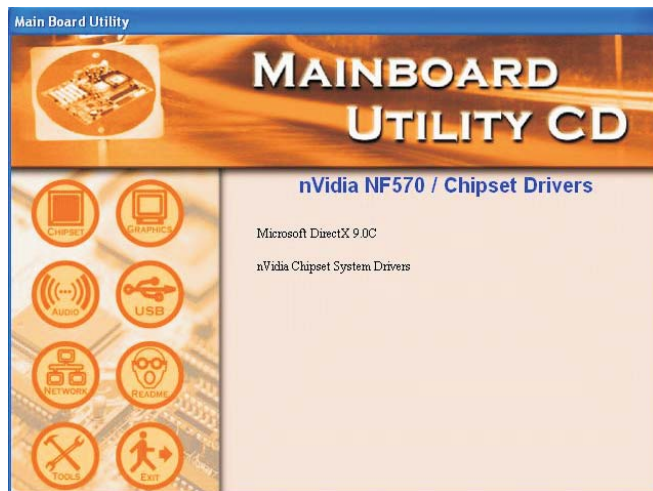 Main Board Utility
MAINBOARD
UTILITY CD
nVidia NF570 / Chipset Drivers
Microsoft DirectX 9.0C
nVidia Chipset System Drivers
CHIPSET
GRAPHICS
AUDIO
USB
NETWORK
README
TOOLS
EXIT